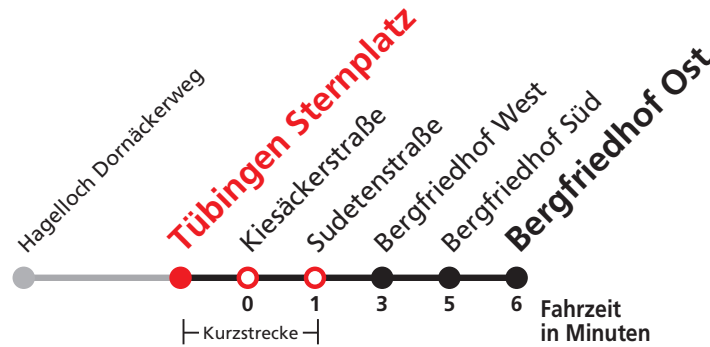 Hagelloch Dornäckerweg
Tübingen Sternplatz
Kiesäckerstraße
Sudetenstraße
Bergfriedhof West
Bergfriedhof Süd
Bergfriedhof Ost
0 1 3 5 6
Fahrzeit
in Minuten
Kurzstrecke